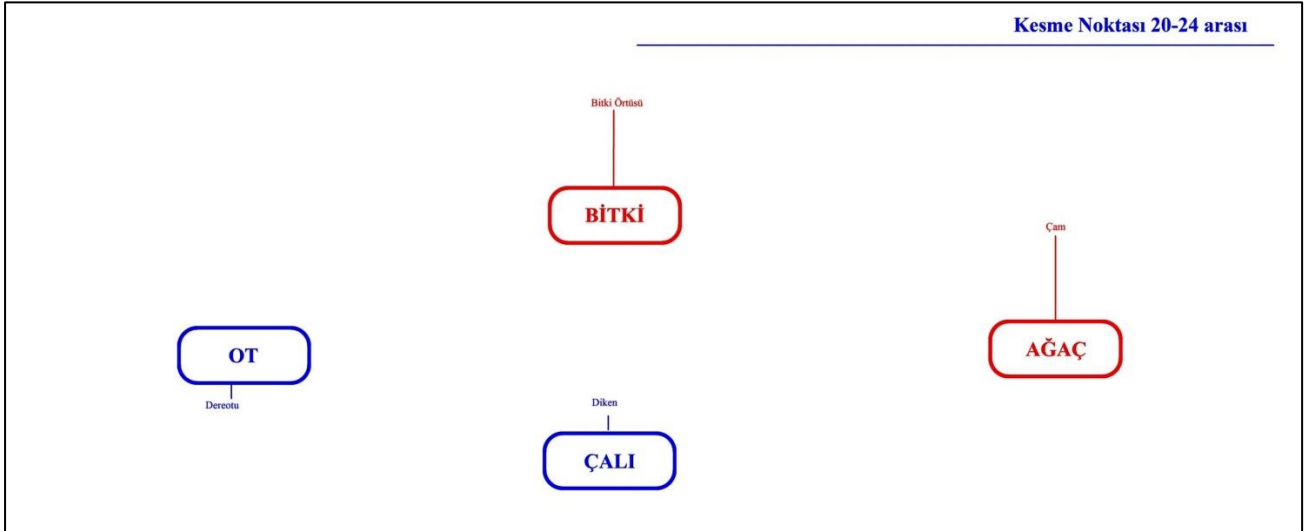 Kesme Noktası 20-24 arası
Bitki Örtüsü
BİTKİ
Çam
AĞAÇ
OT
Dereotu
Diken
ÇALI